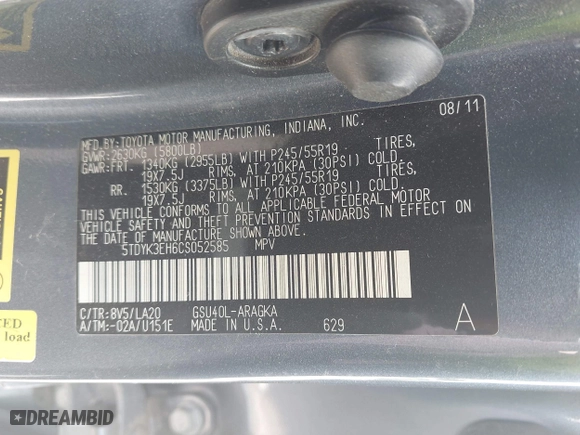 08/11
MFD.BY:TOYOTA MOTOR MANUFACTURING, INDIANA, INC.
GVWR:2630KG (5800LB)
GAWR:FRT. 1340KG (2955LB) WITH P245/55R19 TIRES,
19X7.5J RIMS, AT 210KPA (30PSI) COLD.
RR. 1530KG (3375LB) WITH P245/55R19 TIRES,
19X7.5J RIMS, AT 210KPA (30PSI) COLD.
THIS VEHICLE CONFORMS TO ALL APPLICABLE FEDERAL MOTOR
VEHICLE SAFETY AND THEFT PREVENTION STANDARDS IN EFFECT ON
THE DATE OF MANUFACTURE SHOWN ABOVE.
5TDYK3EH6CS052585 MPV
C/TR:8V5/LA20 GSU40L-ARAGKA
A/TM:-02A/U151E MADE IN U.S.A. 629 A
load
DREAMBID